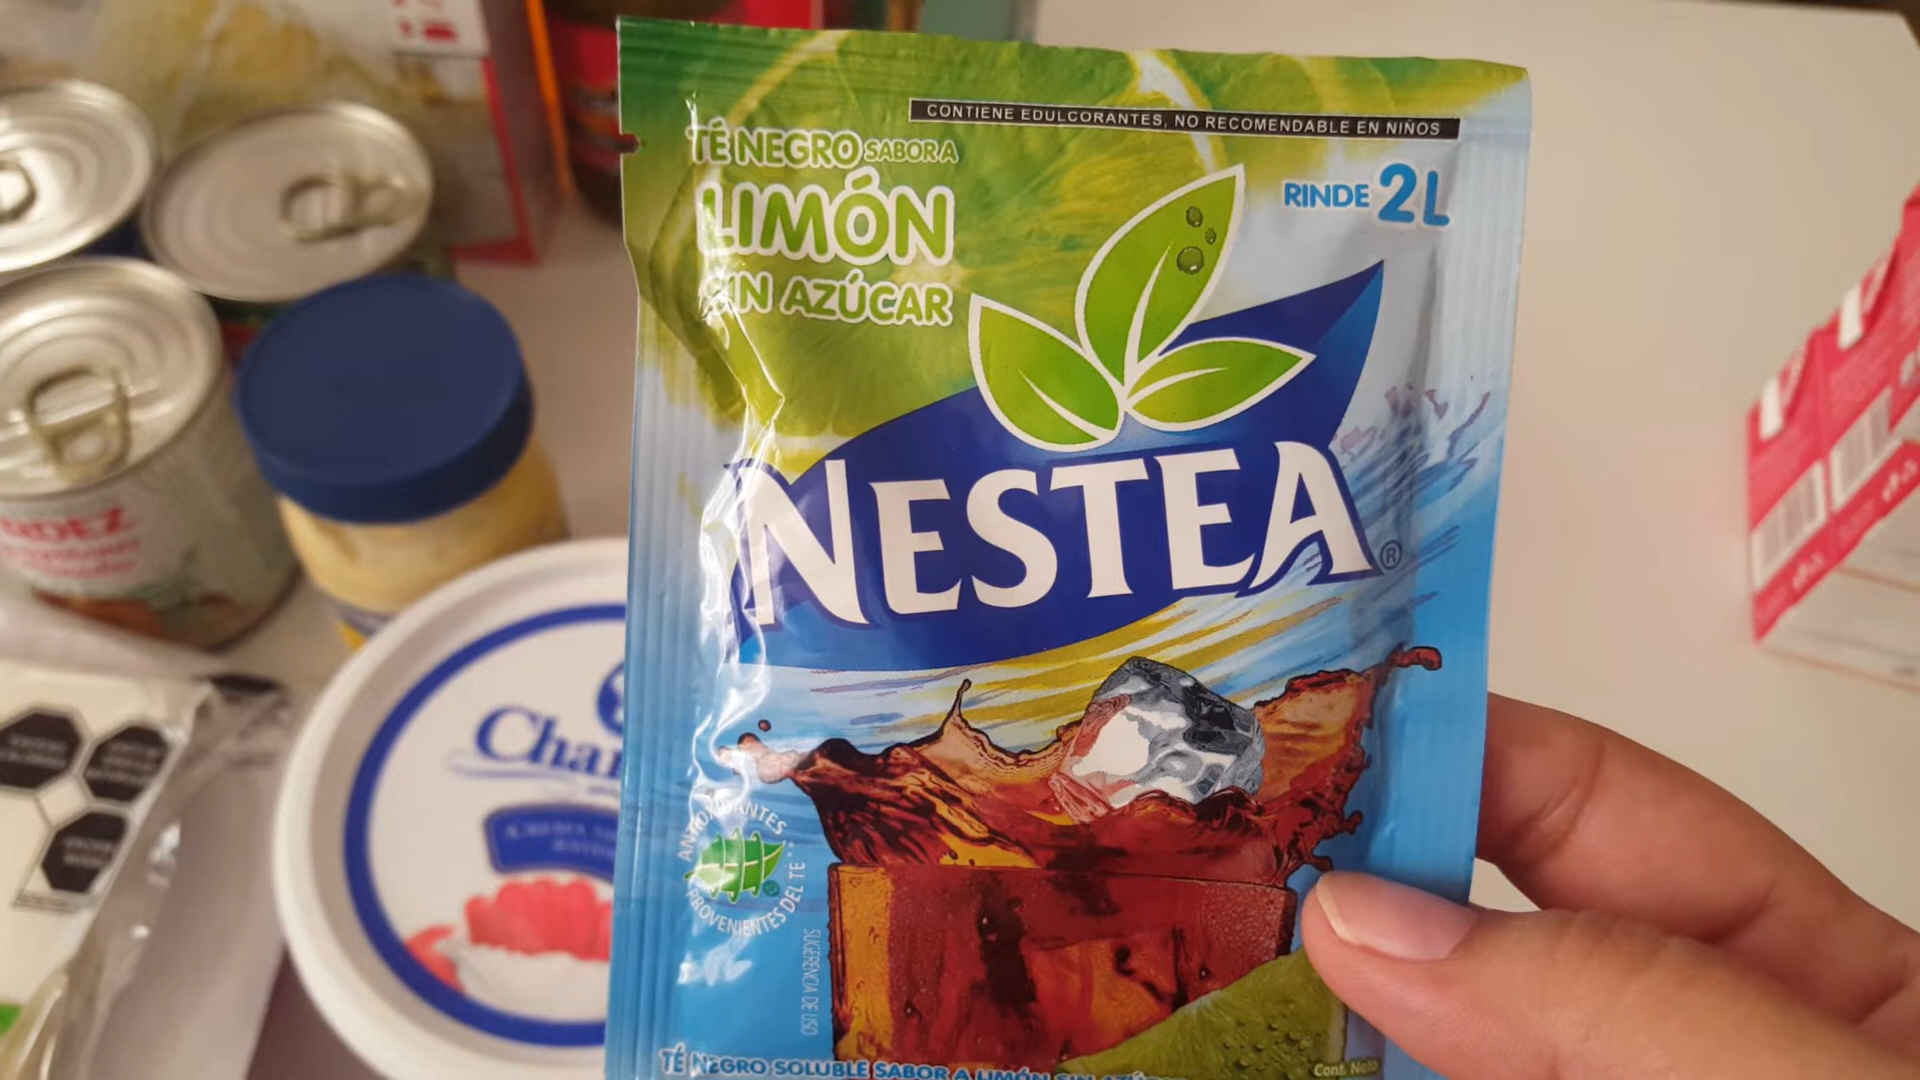 CONTIENE EDULCORANTES, NO RECOMENDABLE EN NIÑOS
TÉ NEGRO SABOR A
LIMÓN
SIN AZÚCAR
RINDE 2L
NESTEA®
ANTIOXIDANTES
PROVENIENTES DEL TÉ
SUGERENCIA DE USO
TÉ NEGRO SOLUBLE SABOR A LIMÓN SIN
Cont. Neto